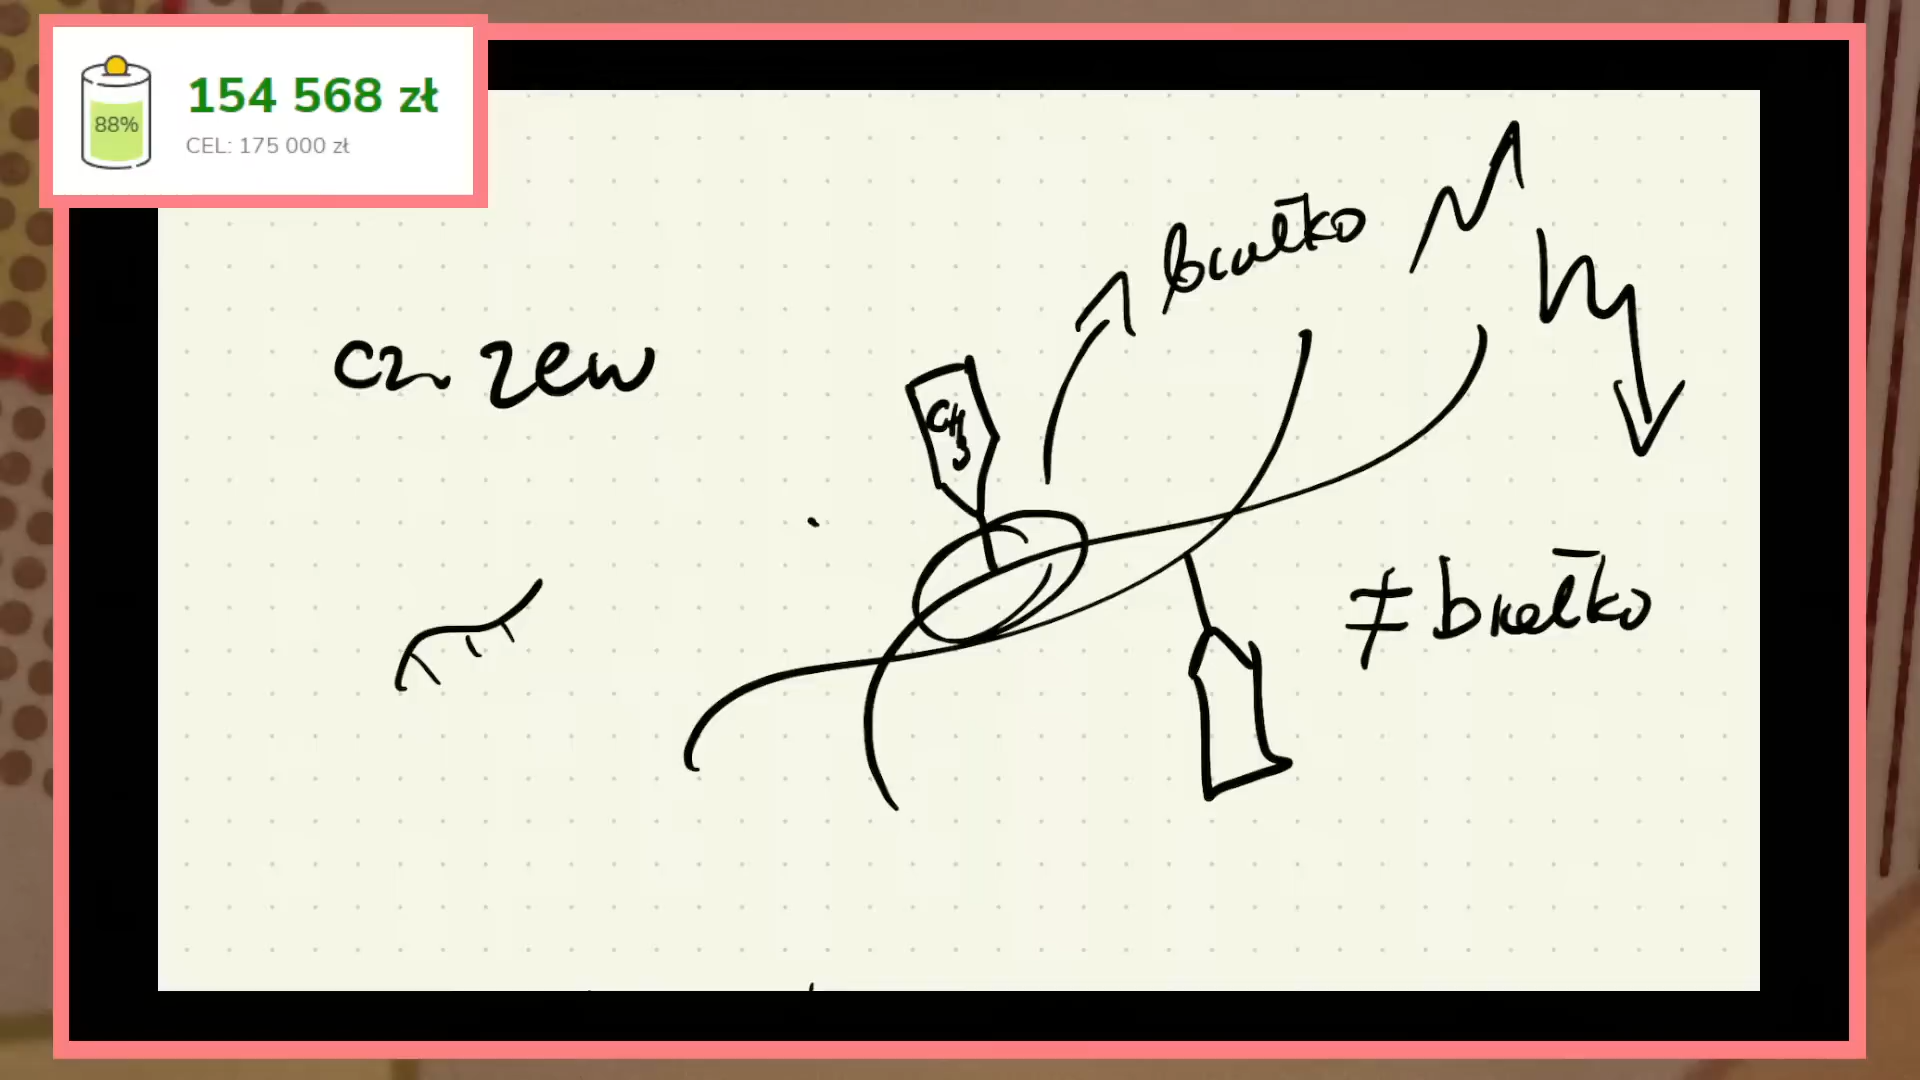 154 568 zł
88%
CEL: 175 000 zł
białko
cz. zew
CH3
≠ białko